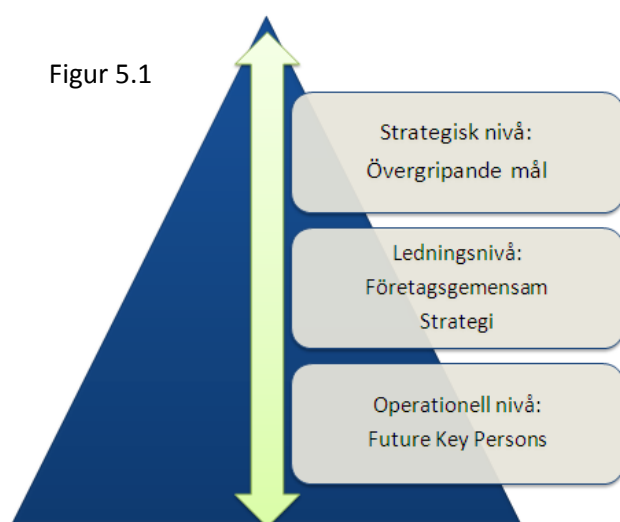 Figur 5.1
Strategisk nivå:
Övergripande mål
Ledningsnivå:
Företagsgemensam
Strategi
Operationell nivå:
Future Key Persons